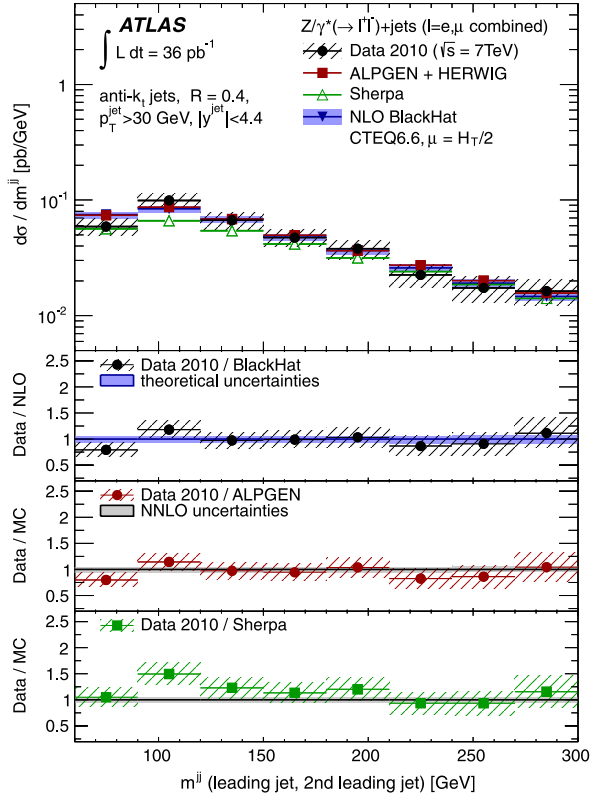 ATLAS
∫ L dt = 36 pb⁻¹
anti-kₜ jets, R = 0.4,
p_T^jet >30 GeV, |y^jet|<4.4
Z/γ*(→ l⁺l⁻)+jets (l=e,μ combined)
Data 2010 (√s = 7TeV)
ALPGEN + HERWIG
Sherpa
NLO BlackHat
CTEQ6.6, μ = H_T/2
dσ / dm^jj [pb/GeV]
1
10⁻¹
10⁻²
Data 2010 / BlackHat
theoretical uncertainties
Data / NLO
2.5
2
1.5
1
0.5
Data 2010 / ALPGEN
NNLO uncertainties
Data / MC
2.5
2
1.5
1
0.5
Data 2010 / Sherpa
Data / MC
2.5
2
1.5
1
0.5
100 150 200 250 300
m^jj (leading jet, 2nd leading jet) [GeV]